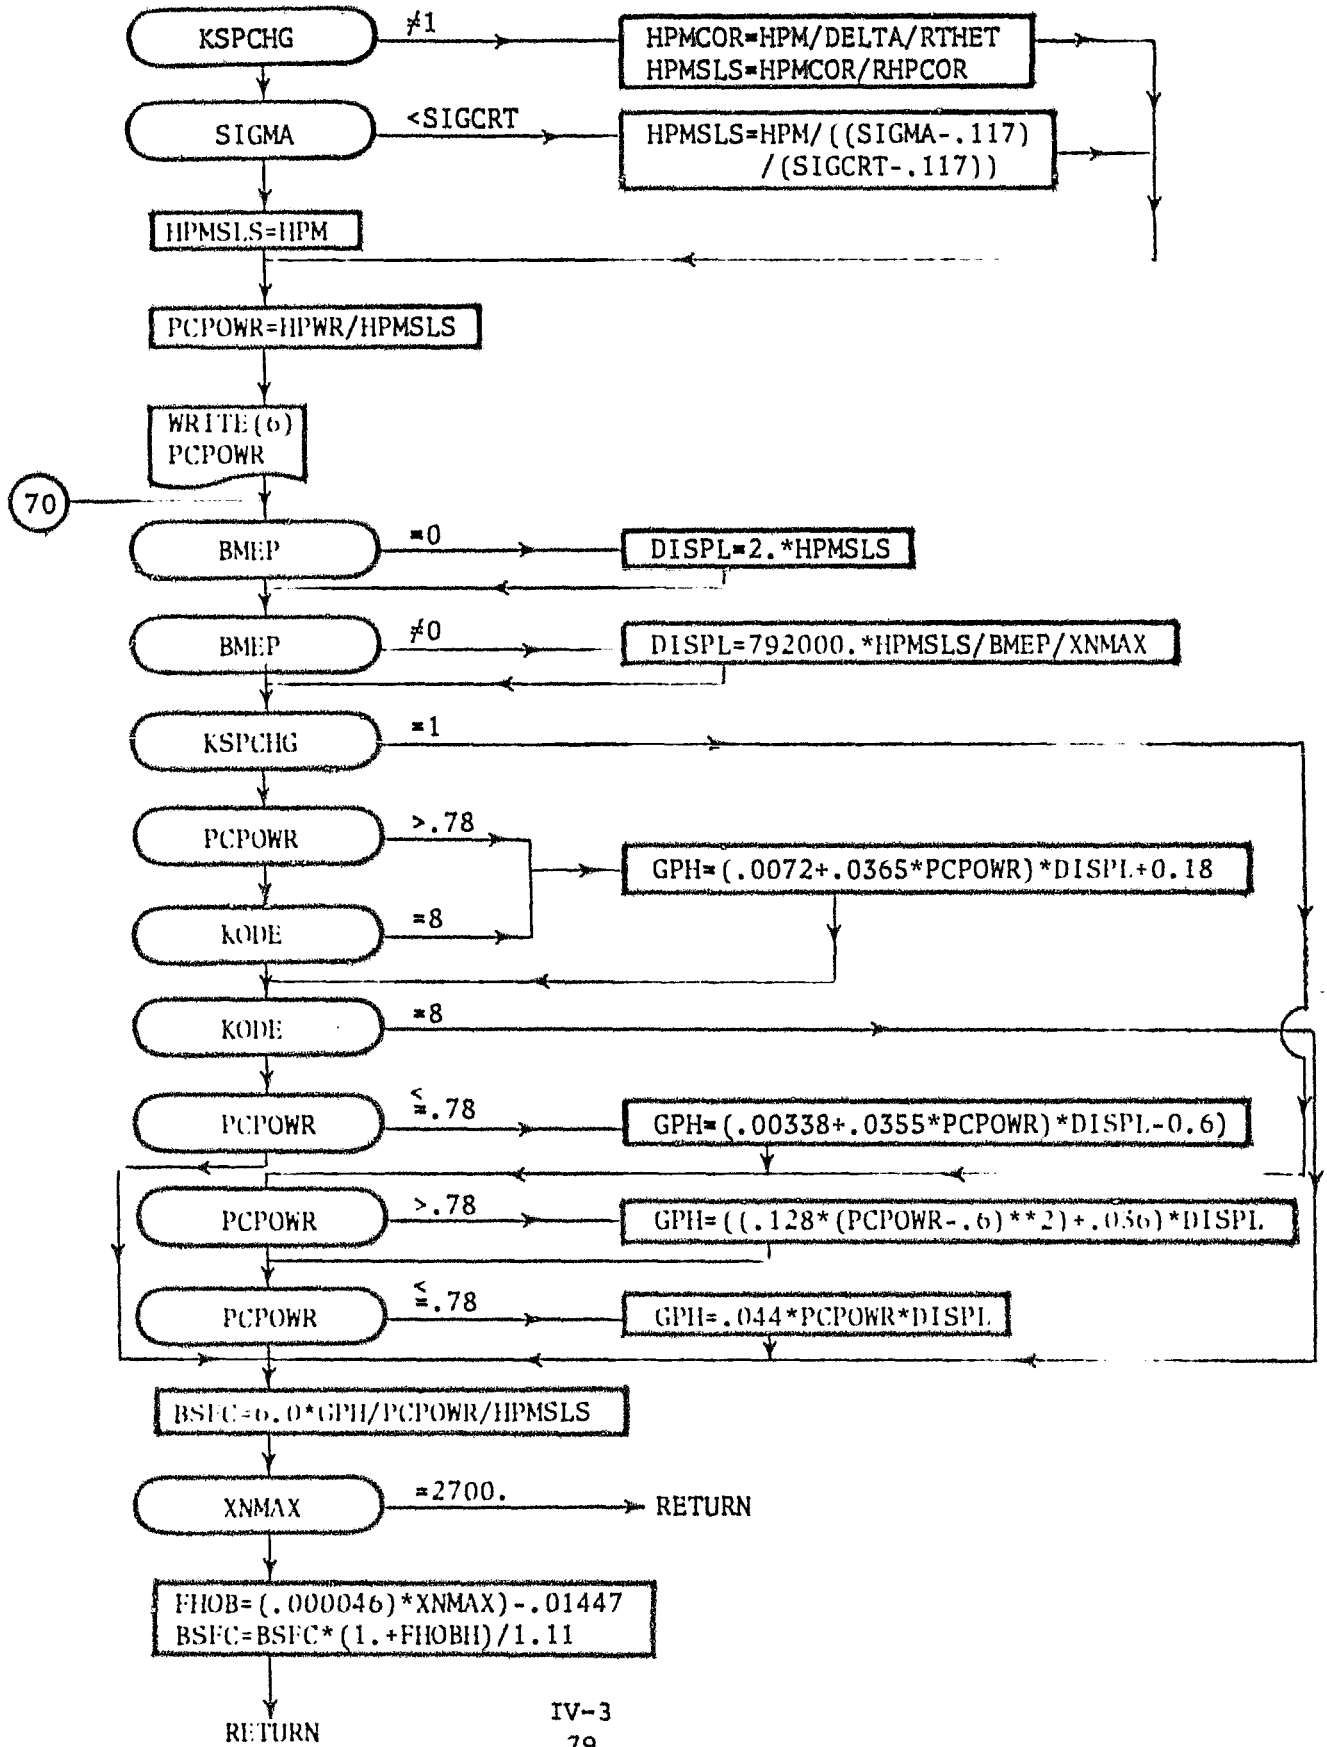 KSPCHG
≠1
HPMCOR=HPM/DELTA/RTHET
HPMSLS=HPMCOR/RHPCOR
SIGMA
<SIGCRT
HPMSLS=HPM/((SIGMA-.117)
/(SIGCRT-.117))
HPMSLS=HPM
PCPOWR=HPWR/HPMSLS
WRITE(6)
PCPOWR
70
BMEP
=0
DISPL=2.*HPMSLS
BMEP
≠0
DISPL=792000.*HPMSLS/BMEP/XNMAX
KSPCHG
=1
PCPOWR
>.78
GPH=(.0072+.0365*PCPOWR)*DISPL+0.18
KODE
=8
KODE
=8
PCPOWR
≤.78
GPH=(.00338+.0355*PCPOWR)*DISPL-0.6)
PCPOWR
>.78
GPH=((.128*(PCPOWR-.6)**2)+.036)*DISPL
PCPOWR
≤.78
GPH=.044*PCPOWR*DISPL
BSFC=6.0*GPH/PCPOWR/HPMSLS
XNMAX
=2700.
RETURN
FHOB=(.000046)*XNMAX)-.01447
BSFC=BSFC*(1.+FHOBH)/1.11
RETURN
IV-3
79